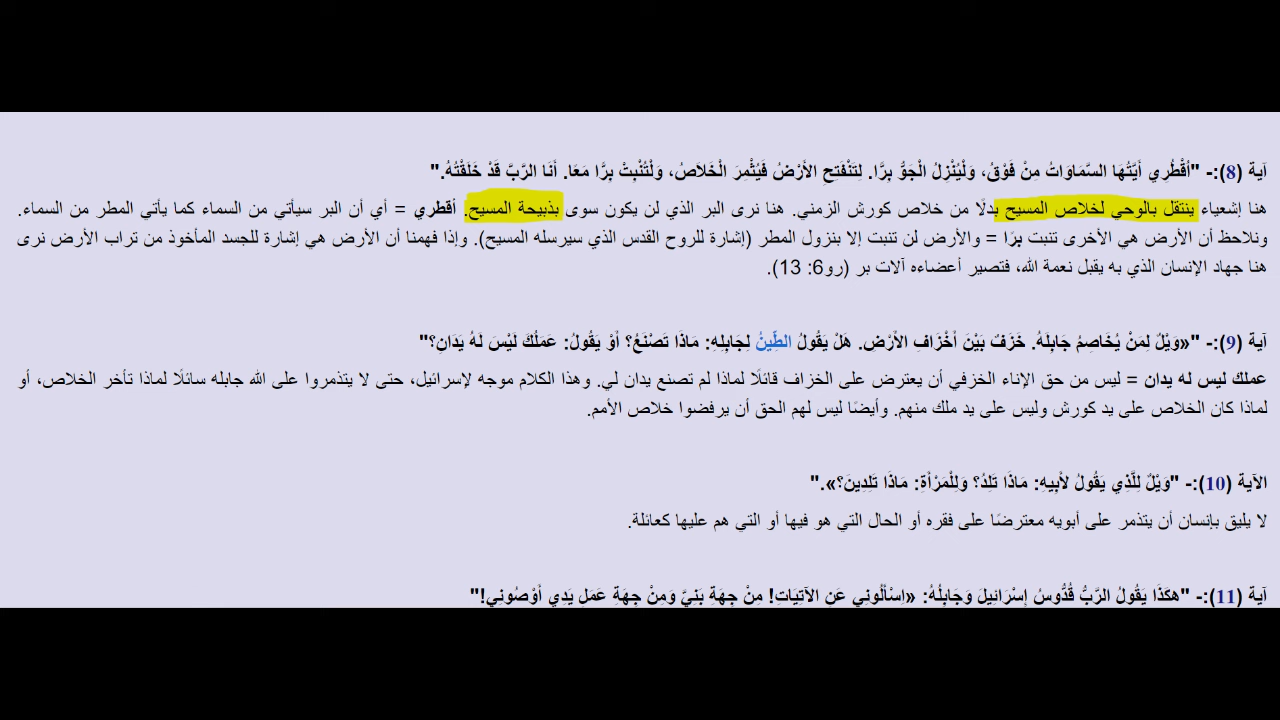 آية (8):- "أُقْطُرِي أَيَّتُهَا السَّمَاوَاتُ مِنْ فَوْقُ، وَلْيُنْزِلُ الْجَوُّ بِرًّا. لِتَنْفَتِحِ الأَرْضُ فَيُثْمِرَ الْخَلاَصُ، وَلْتُنْبِتْ بِرًّا مَعًا. أَنَا الرَّبَّ قَدْ خَلَقْتُهُ."
هنا إشعياء ينتقل بالوحي لخلاص المسيح بدلًا من خلاص كورش الزمني. هنا نرى البر الذي لن يكون سوى بذبيحة المسيح. أقطري = أي أن البر سيأتي من السماء كما يأتي المطر من السماء.
ونلاحظ أن الأرض هي الأخرى تنبت برًا = والأرض لن تنبت إلا بنزول المطر (إشارة للروح القدس الذي سيرسله المسيح). وإذا فهمنا أن الأرض هي إشارة للجسد المأخوذ من تراب الأرض نرى
هنا جهاد الإنسان الذي به يقبل نعمة الله، فتصير أعضاءه آلات بر (رو6: 13).
آية (9):- "«وَيْلٌ لِمَنْ يُخَاصِمُ جَابِلَهُ. خَزَفٌ بَيْنَ أَخْزَافِ الأَرْضِ. هَلْ يَقُولُ الطِّينُ لِجَابِلِهِ: مَاذَا تَصْنَعُ؟ أَوْ يَقُولُ: عَمَلُكَ لَيْسَ لَهُ يَدَانِ؟"
عملك ليس له يدان = ليس من حق الإناء الخزفي أن يعترض على الخزاف قائلًا لماذا لم تصنع يدان لي. وهذا الكلام موجه لإسرائيل، حتى لا يتذمروا على الله جابله سائلًا لماذا تأخر الخلاص، أو
لماذا كان الخلاص على يد كورش وليس على يد ملك منهم. وأيضًا ليس لهم الحق أن يرفضوا خلاص الأمم.
الآية (10):- "وَيْلٌ لِلَّذِي يَقُولُ لأَبِيهِ: مَاذَا تَلِدُ؟ وَلِلْمَرْأَةِ: مَاذَا تَلِدِينَ؟»."
لا يليق بإنسان أن يتذمر على أبويه معترضًا على فقره أو الحال التي هو فيها أو التي هم عليها كعائلة.
آية (11):- "هكَذَا يَقُولُ الرَّبُّ قُدُّوسُ إِسْرَائِيلَ وَجَابِلُهُ: «اِسْأَلُونِي عَنِ الآتِيَاتِ! مِنْ جِهَةِ بَنِيَّ وَمِنْ جِهَةِ عَمَلِ يَدِي أَوْصُونِي!"